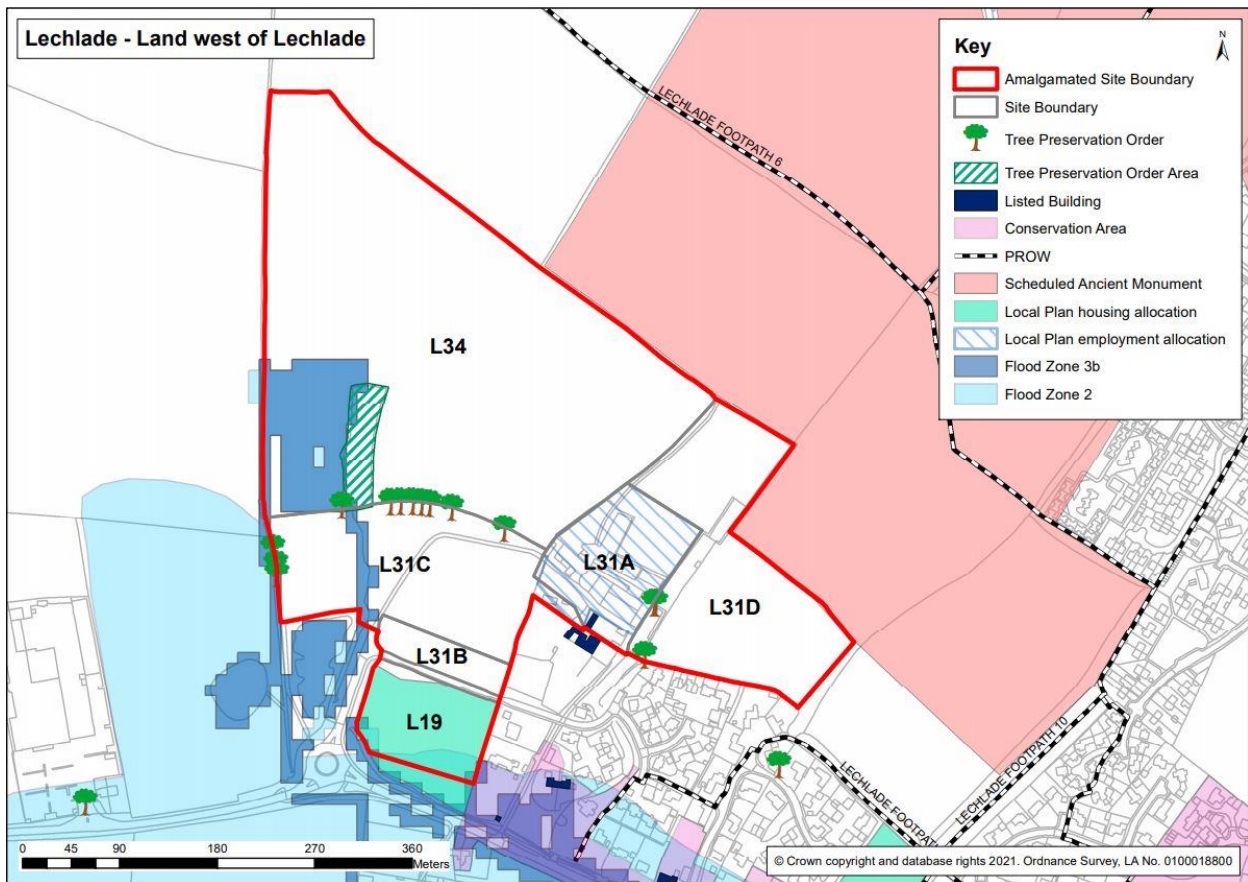 Lechlade - Land west of Lechlade
Key
N
Amalgamated Site Boundary
Site Boundary
Tree Preservation Order
Tree Preservation Order Area
Listed Building
Conservation Area
PROW
Scheduled Ancient Monument
Local Plan housing allocation
Local Plan employment allocation
Flood Zone 3b
Flood Zone 2
LECHLADE FOOTPATH 6
L34
L31A
L31C
L31D
L31B
L19
LECHLADE FOOTPATH 10
LECHLADE FOOTPATH
0 45 90 180 270 360
Meters
© Crown copyright and database rights 2021. Ordnance Survey, LA No. 0100018800